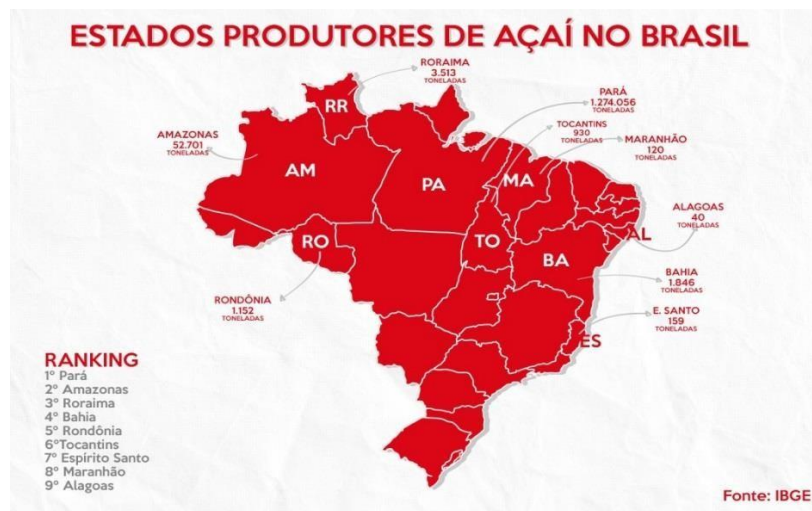 ESTADOS PRODUTORES DE AÇAÍ NO BRASIL
RORAIMA
3.513
TONELADAS
PARÁ
1.274.056
TONELADAS
TOCANTINS
930
TONELADAS
MARANHÃO
120
TONELADAS
AMAZONAS
52.701
TONELADAS
RR
AM
PA
MA
ALAGOAS
40
TONELADAS
AL
RO
TO
BA
BAHIA
1.846
TONELADAS
RONDÔNIA
1.152
TONELADAS
E. SANTO
159
TONELADAS
ES
RANKING
1º Pará
2º Amazonas
3º Roraima
4º Bahia
5º Rondônia
6ºTocantins
7º Espírito Santo
8º Maranhão
9º Alagoas
Fonte: IBGE